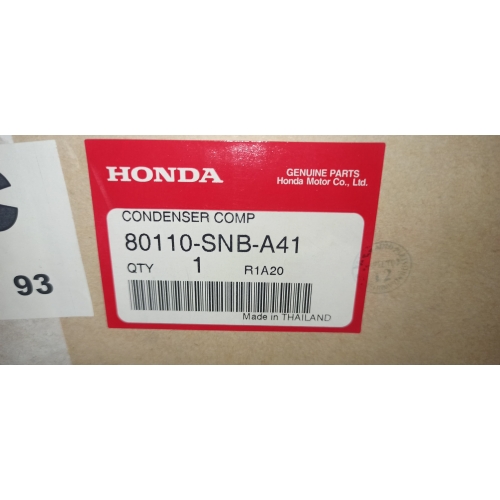 HONDA
GENUINE PARTS
Honda Motor Co., Ltd.
CONDENSER COMP
80110-SNB-A41
QTY 1 R1A20
Made in THAILAND
93